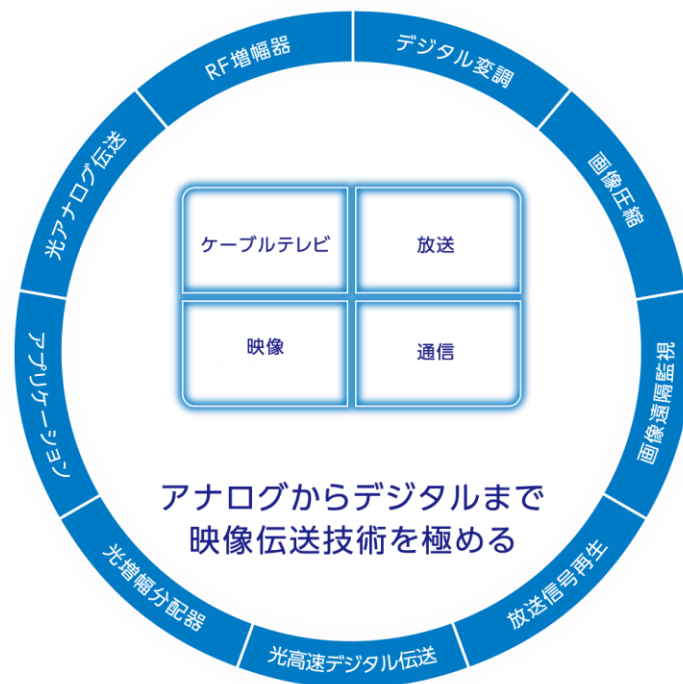 RF増幅器
デジタル変調
画像圧縮
画像遠隔監視
放送信号再生
光高速デジタル伝送
光増幅分配器
アプリケーション
光アナログ伝送
ケーブルテレビ
放送
映像
通信
アナログからデジタルまで
映像伝送技術を極める